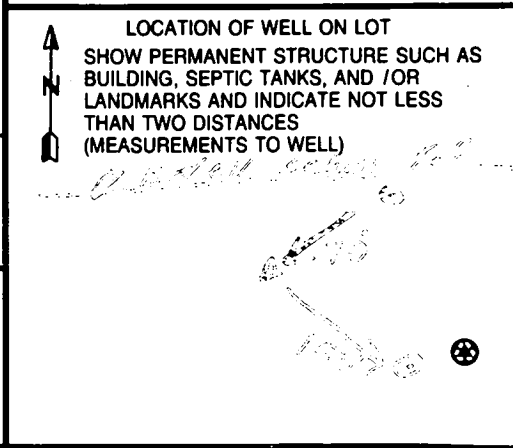 LOCATION OF WELL ON LOT
SHOW PERMANENT STRUCTURE SUCH AS
BUILDING, SEPTIC TANKS, AND /OR
LANDMARKS AND INDICATE NOT LESS
THAN TWO DISTANCES
(MEASUREMENTS TO WELL)
N